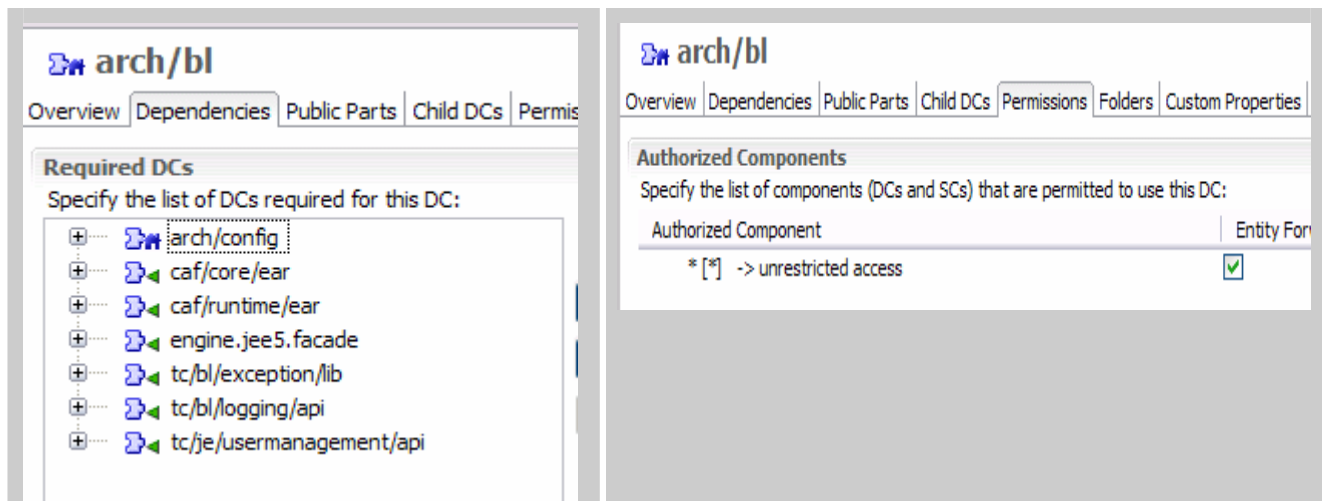 arch/bl
Overview Dependencies Public Parts Child DCs Permis
Required DCs
Specify the list of DCs required for this DC:
arch/config
caf/core/ear
caf/runtime/ear
engine.jee5.facade
tc/bl/exception/lib
tc/bl/logging/api
tc/je/usermanagement/api
arch/bl
Overview Dependencies Public Parts Child DCs Permissions Folders Custom Properties
Authorized Components
Specify the list of components (DCs and SCs) that are permitted to use this DC:
Authorized Component Entity For
* [*] -> unrestricted access